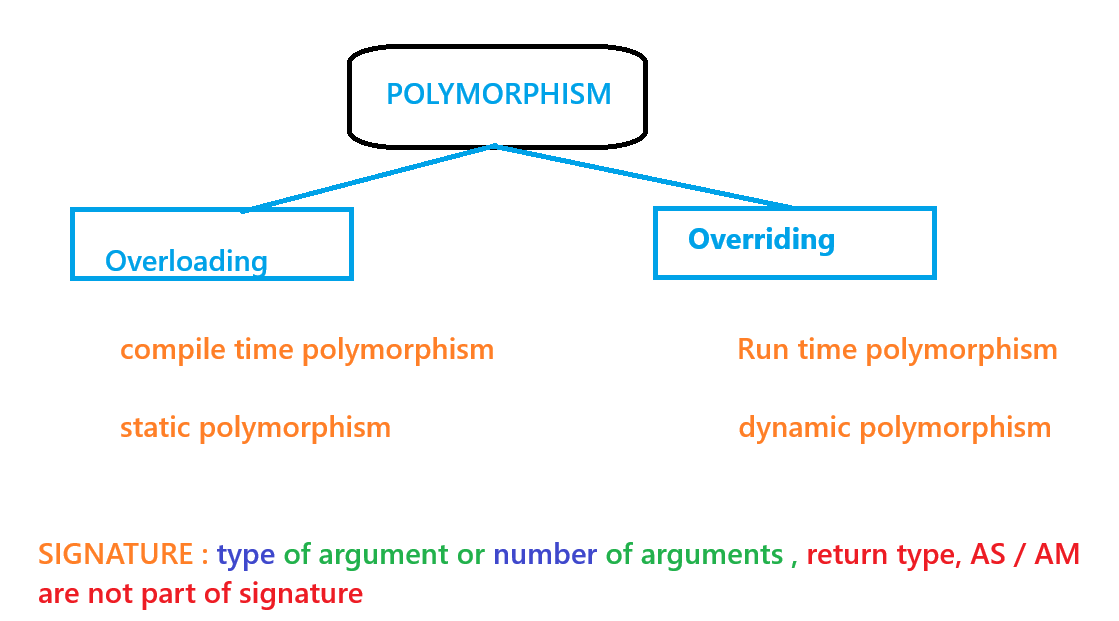 POLYMORPHISM
Overloading
Overriding
compile time polymorphism
Run time polymorphism
static polymorphism
dynamic polymorphism
SIGNATURE : type of argument or number of arguments , return type, AS / AM
are not part of signature